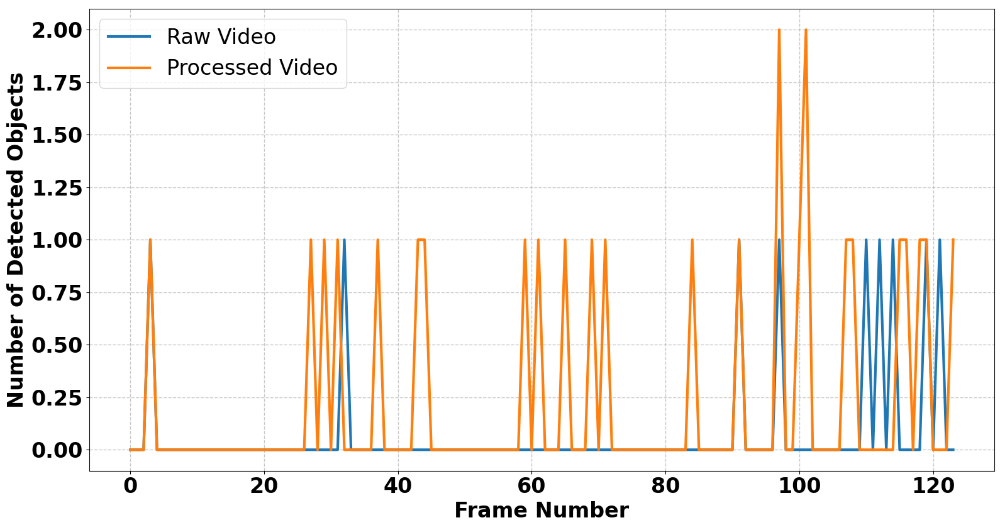 Raw Video
Processed Video
Number of Detected Objects
2.00
1.75
1.50
1.25
1.00
0.75
0.50
0.25
0.00
0 20 40 60 80 100 120
Frame Number